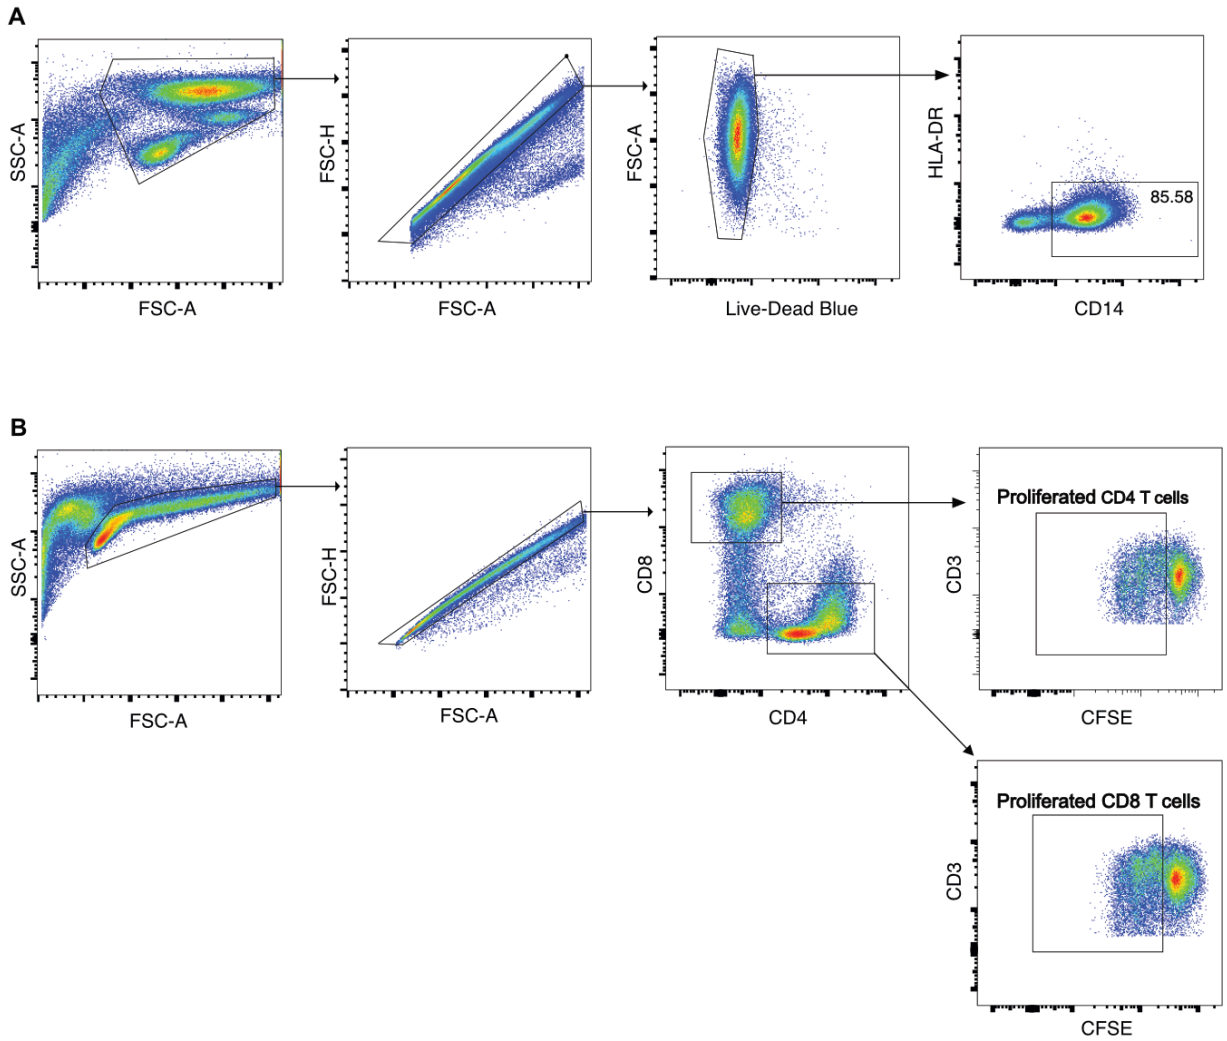 A
SSC-A
FSC-A
FSC-H
FSC-A
FSC-A
Live-Dead Blue
HLA-DR
85.58
CD14
B
SSC-A
FSC-A
FSC-H
FSC-A
CD8
CD4
Proliferated CD4 T cells
CD3
CFSE
Proliferated CD8 T cells
CD3
CFSE